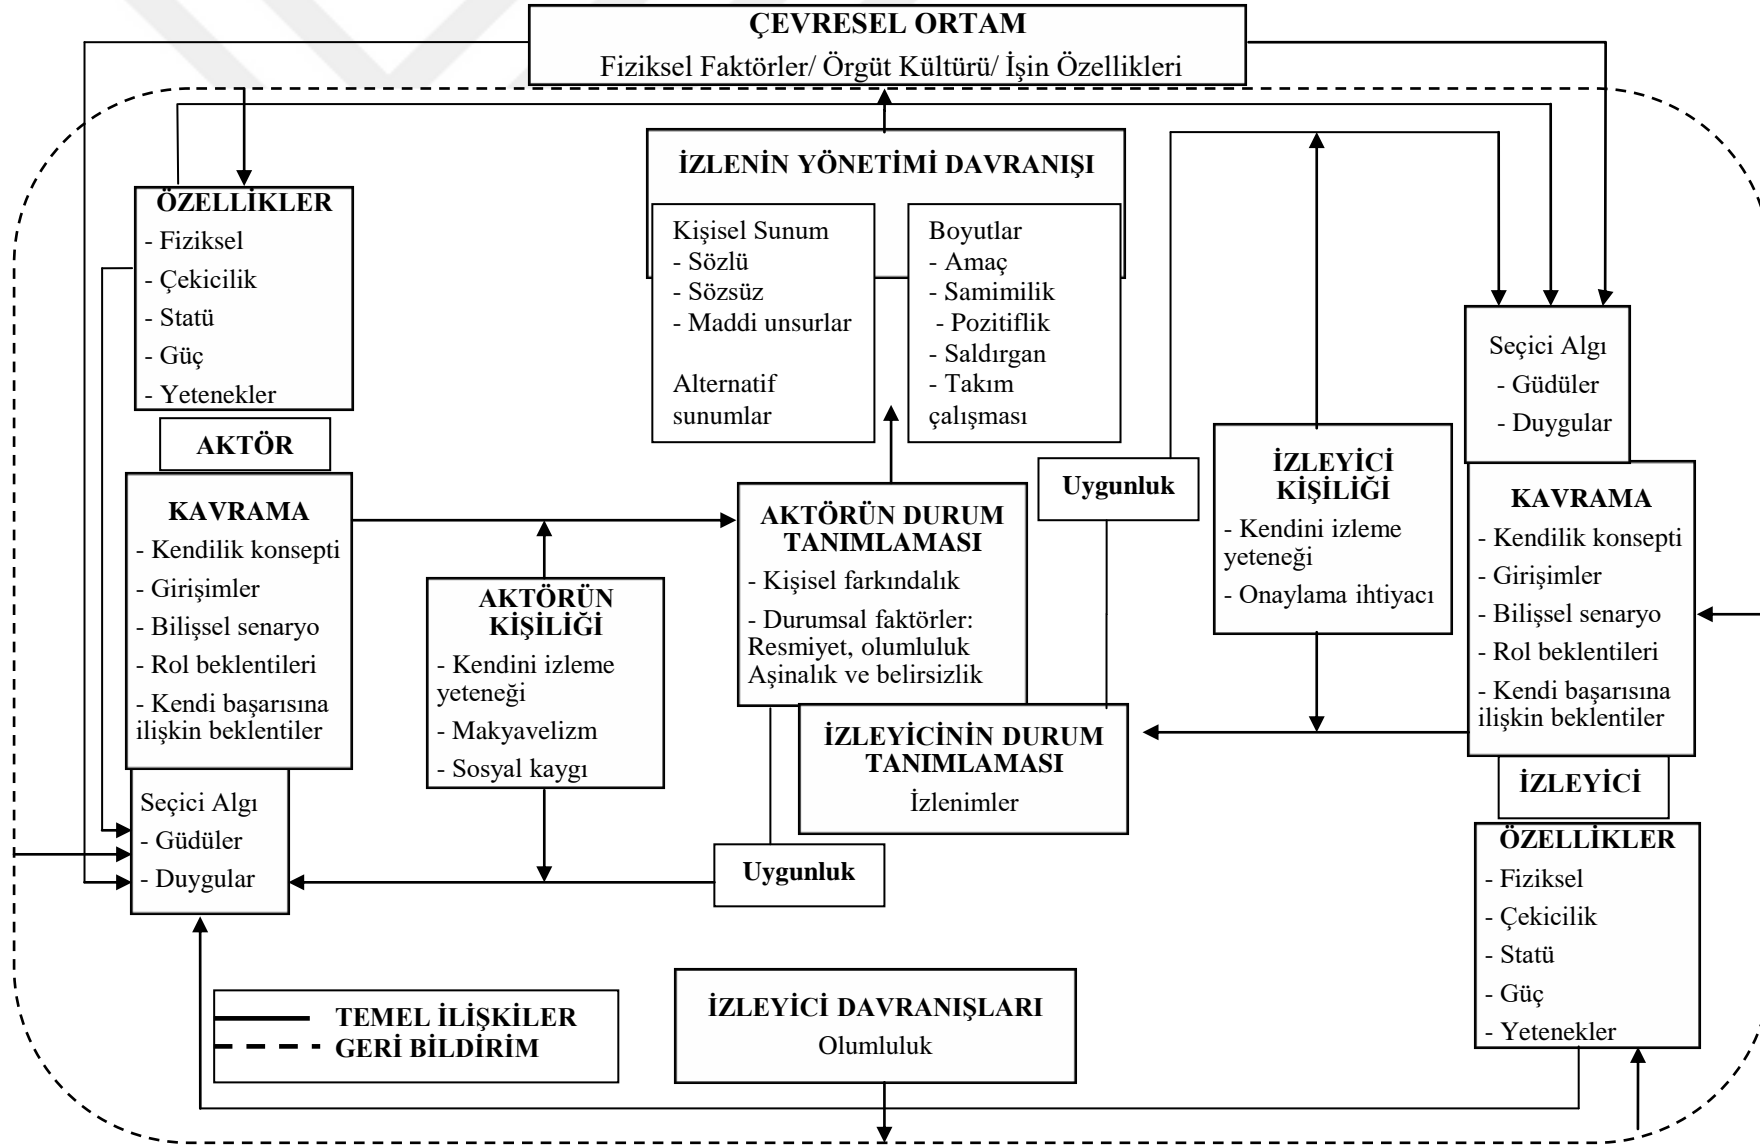 ÇEVRESEL ORTAM
Fiziksel Faktörler/ Örgüt Kültürü/ İşin Özellikleri
İZLENİN YÖNETİMİ DAVRANIŞI
Kişisel Sunum
- Sözlü
- Sözsüz
- Maddi unsurlar
Alternatif
sunumlar
Boyutlar
- Amaç
- Samimilik
- Pozitiflik
- Saldırgan
- Takım
çalışması
ÖZELLİKLER
- Fiziksel
- Çekicilik
- Statü
- Güç
- Yetenekler
AKTÖR
KAVRAMA
- Kendilik konsepti
- Girişimler
- Bilişsel senaryo
- Rol beklentileri
- Kendi başarısına
ilişkin beklentiler
Seçici Algı
- Güdüler
- Duygular
AKTÖRÜN
KİŞİLİĞİ
- Kendini izleme
yeteneği
- Makyavelizm
- Sosyal kaygı
AKTÖRÜN DURUM
TANIMLAMASI
- Kişisel farkındalık
- Durumsal faktörler:
Resmiyet, olumluluk
Aşinalık ve belirsizlik
İZLEYİCİNİN DURUM
TANIMLAMASI
İzlenimler
Uygunluk
Uygunluk
İZLEYİCİ
KİŞİLİĞİ
- Kendini izleme
yeteneği
- Onaylama ihtiyacı
Seçici Algı
- Güdüler
- Duygular
KAVRAMA
- Kendilik konsepti
- Girişimler
- Bilişsel senaryo
- Rol beklentileri
- Kendi başarısına
ilişkin beklentiler
İZLEYİCİ
ÖZELLİKLER
- Fiziksel
- Çekicilik
- Statü
- Güç
- Yetenekler
İZLEYİCİ DAVRANIŞLARI
Olumluluk
TEMEL İLİŞKİLER
GERİ BİLDİRİM